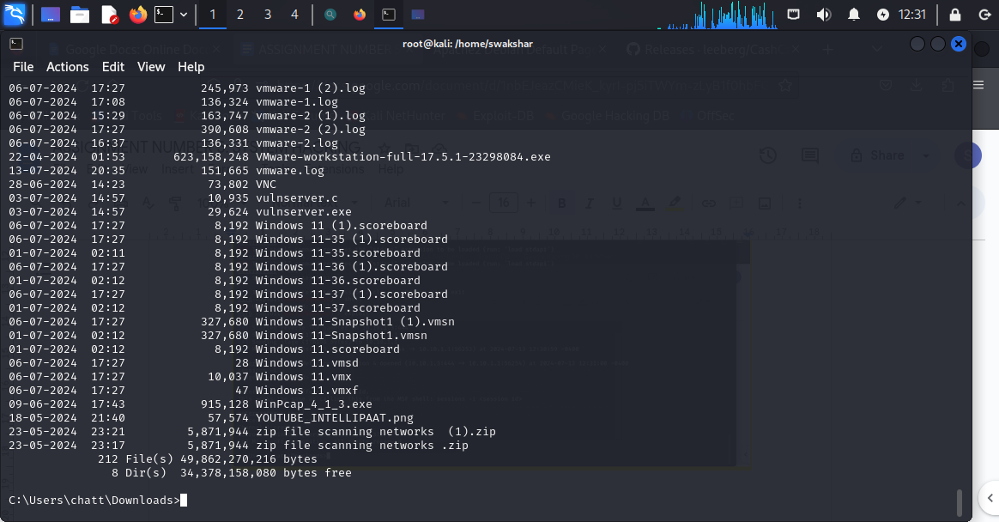 1 2 3 4 12:31
root@kali: /home/swakshar
File Actions Edit View Help
06-07-2024 17:27 245,973 vmware-1 (2).log
06-07-2024 17:08 136,324 vmware-1.log
06-07-2024 15:29 163,747 vmware-2 (1).log
06-07-2024 17:27 390,608 vmware-2 (2).log
06-07-2024 16:37 136,331 vmware-2.log
22-04-2024 01:53 623,158,248 VMware-workstation-full-17.5.1-23298084.exe
13-07-2024 20:35 151,665 vmware.log
28-06-2024 14:23 73,802 VNC
03-07-2024 14:57 10,935 vulnserver.c
03-07-2024 14:57 29,624 vulnserver.exe
06-07-2024 17:27 8,192 Windows 11 (1).scoreboard
06-07-2024 17:27 8,192 Windows 11-35 (1).scoreboard
01-07-2024 02:11 8,192 Windows 11-35.scoreboard
06-07-2024 17:27 8,192 Windows 11-36 (1).scoreboard
01-07-2024 02:12 8,192 Windows 11-36.scoreboard
06-07-2024 17:27 8,192 Windows 11-37 (1).scoreboard
01-07-2024 02:12 8,192 Windows 11-37.scoreboard
06-07-2024 17:27 327,680 Windows 11-Snapshot1 (1).vmsn
01-07-2024 02:12 327,680 Windows 11-Snapshot1.vmsn
01-07-2024 02:12 8,192 Windows 11.scoreboard
06-07-2024 17:27 28 Windows 11.vmsd
06-07-2024 17:27 10,037 Windows 11.vmx
06-07-2024 17:27 47 Windows 11.vmxf
09-06-2024 17:43 915,128 WinPcap_4_1_3.exe
18-05-2024 21:40 57,574 YOUTUBE_INTELLIPAAT.png
23-05-2024 23:21 5,871,944 zip file scanning networks  (1).zip
23-05-2024 23:17 5,871,944 zip file scanning networks .zip
212 File(s) 49,862,270,216 bytes
8 Dir(s) 34,378,158,080 bytes free
C:\Users\chatt\Downloads>
Share
Arial
16